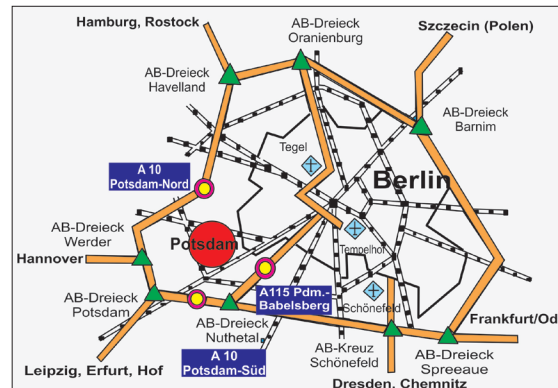 Hamburg, Rostock
AB-Dreieck
Oranienburg
Szczecin (Polen)
AB-Dreieck
Havelland
AB-Dreieck
Barnim
Tegel
A 10
Potsdam-Nord
Berlin
AB-Dreieck
Werder
Potsdam
Tempelhof
Hannover
AB-Dreieck
Potsdam
A115 Pdm.-
Babelsberg
Schönefeld
AB-Dreieck
Nuthetal
Frankfurt/Od
A 10
Potsdam-Süd
AB-Kreuz
Schönefeld
AB-Dreieck
Spreeaue
Leipzig, Erfurt, Hof
Dresden, Chemnitz